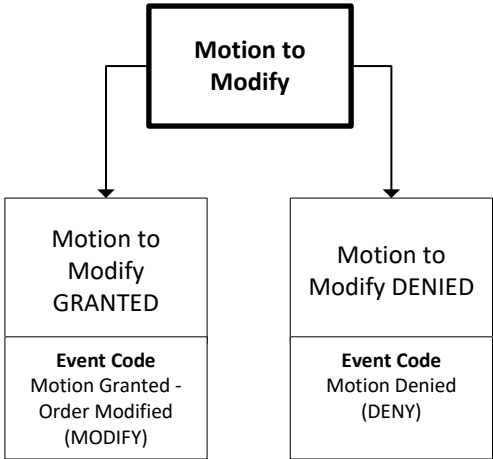 Motion to
Modify
Motion to
Modify
GRANTED
Event Code
Motion Granted -
Order Modified
(MODIFY)
Motion to
Modify DENIED
Event Code
Motion Denied
(DENY)